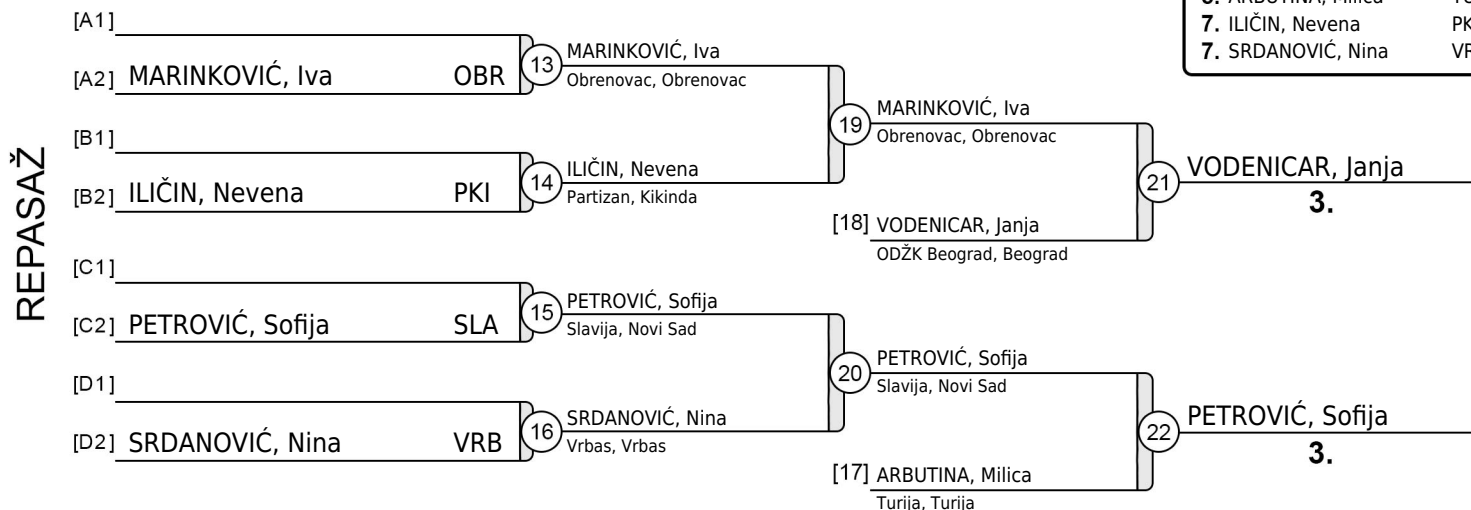 7. ILIČIN, Nevena
7. SRDANOVIĆ, Nina
REPASAŽ
[A1]
[A2] MARINKOVIĆ, Iva OBR
13
MARINKOVIĆ, Iva
Obrenovac, Obrenovac
[B1]
[B2] ILIČIN, Nevena PKI
14
ILIČIN, Nevena
Partizan, Kikinda
19
MARINKOVIĆ, Iva
Obrenovac, Obrenovac
[18] VODENICAR, Janja
ODŽK Beograd, Beograd
21
VODENICAR, Janja
3.
[C1]
[C2] PETROVIĆ, Sofija SLA
15
PETROVIĆ, Sofija
Slavija, Novi Sad
[D1]
[D2] SRDANOVIĆ, Nina VRB
16
SRDANOVIĆ, Nina
Vrbas, Vrbas
20
PETROVIĆ, Sofija
Slavija, Novi Sad
[17] ARBUTINA, Milica
Turija, Turija
22
PETROVIĆ, Sofija
3.